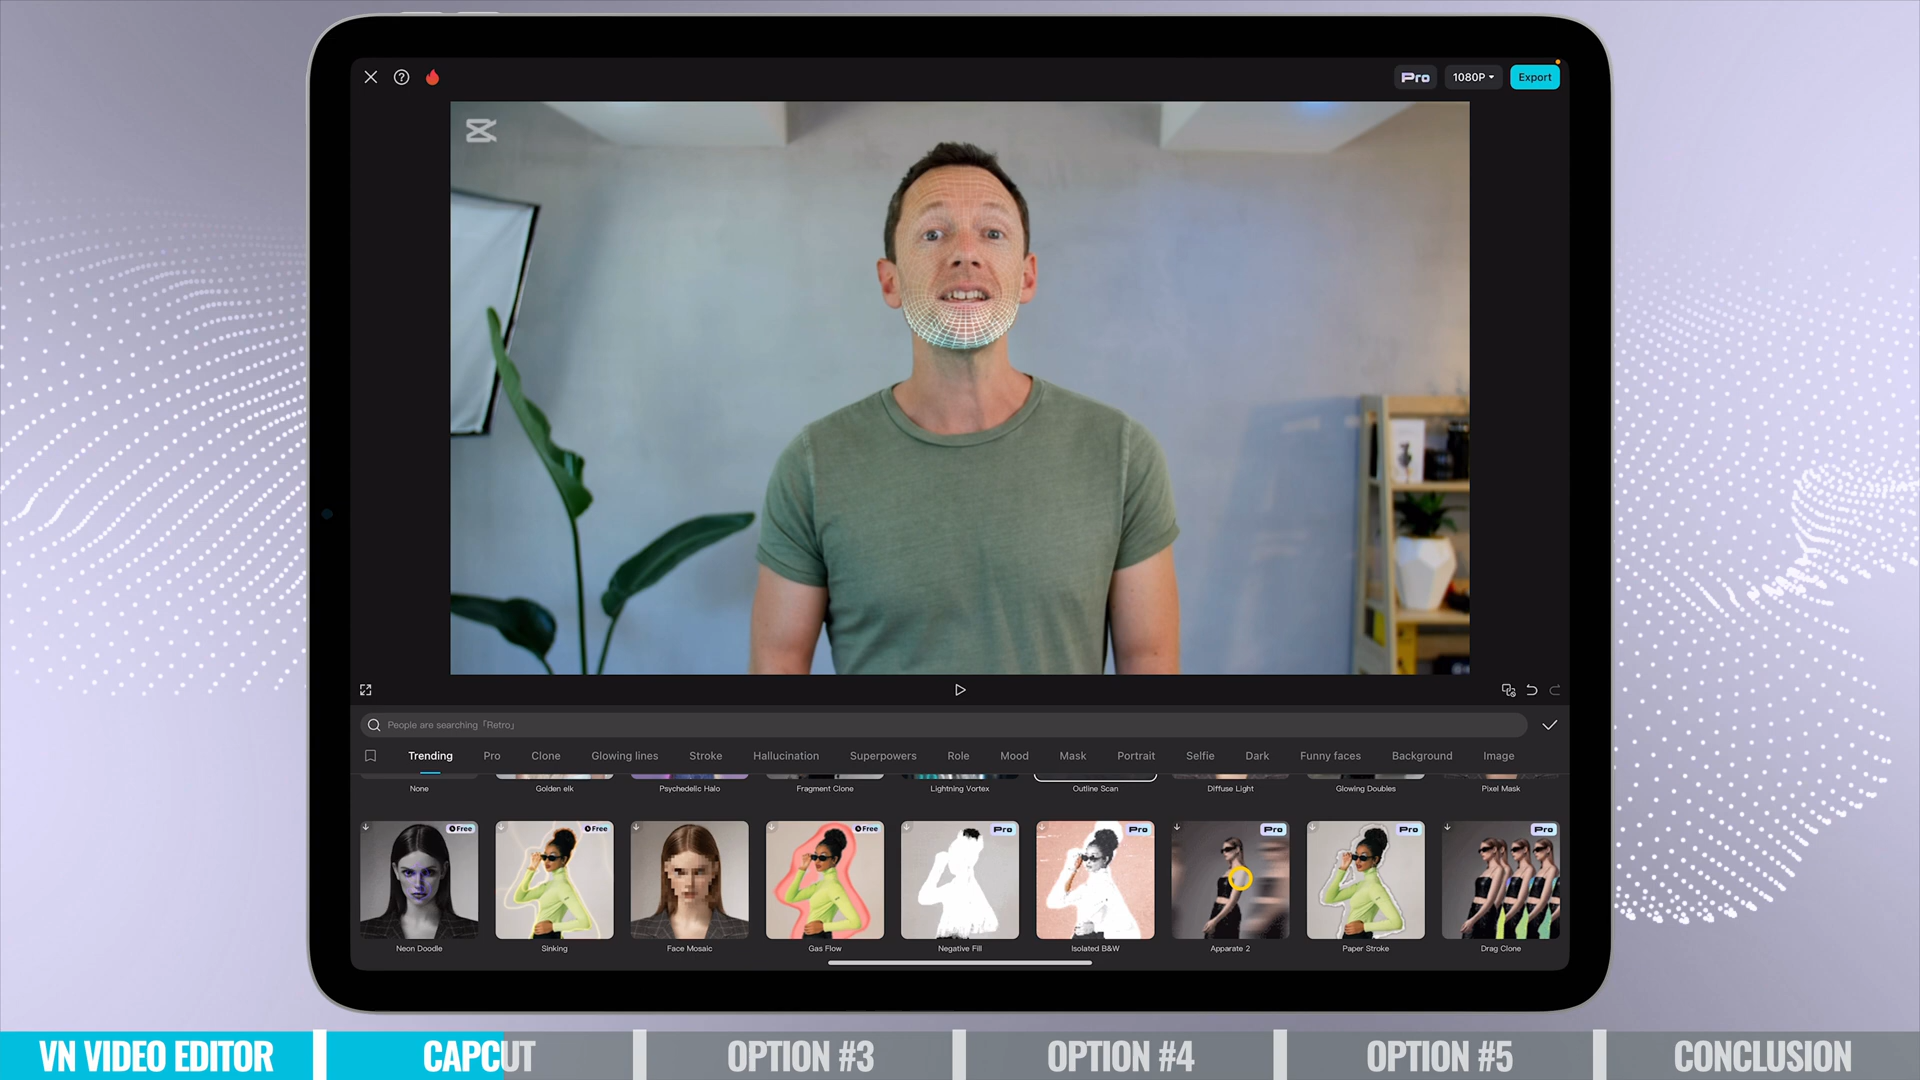 Pro
1080P
Export
People are searching「Retro」
Trending
Pro
Clone
Glowing lines
Stroke
Hallucination
Superpowers
Role
Mood
Mask
Portrait
Selfie
Dark
Funny faces
Background
Image
None
Golden elk
Psychedelic Halo
Fragment Clone
Lightning Vortex
Outline Scan
Diffuse Light
Glowing Doubles
Pixel Mask
Free
Free
Free
Pro
Pro
Pro
Pro
Pro
Neon Doodle
Sinking
Face Mosaic
Gas Flow
Negative Fill
Isolated B&W
Apparate 2
Paper Stroke
Drag Clone
VN VIDEO EDITOR
CAPCUT
OPTION #3
OPTION #4
OPTION #5
CONCLUSION